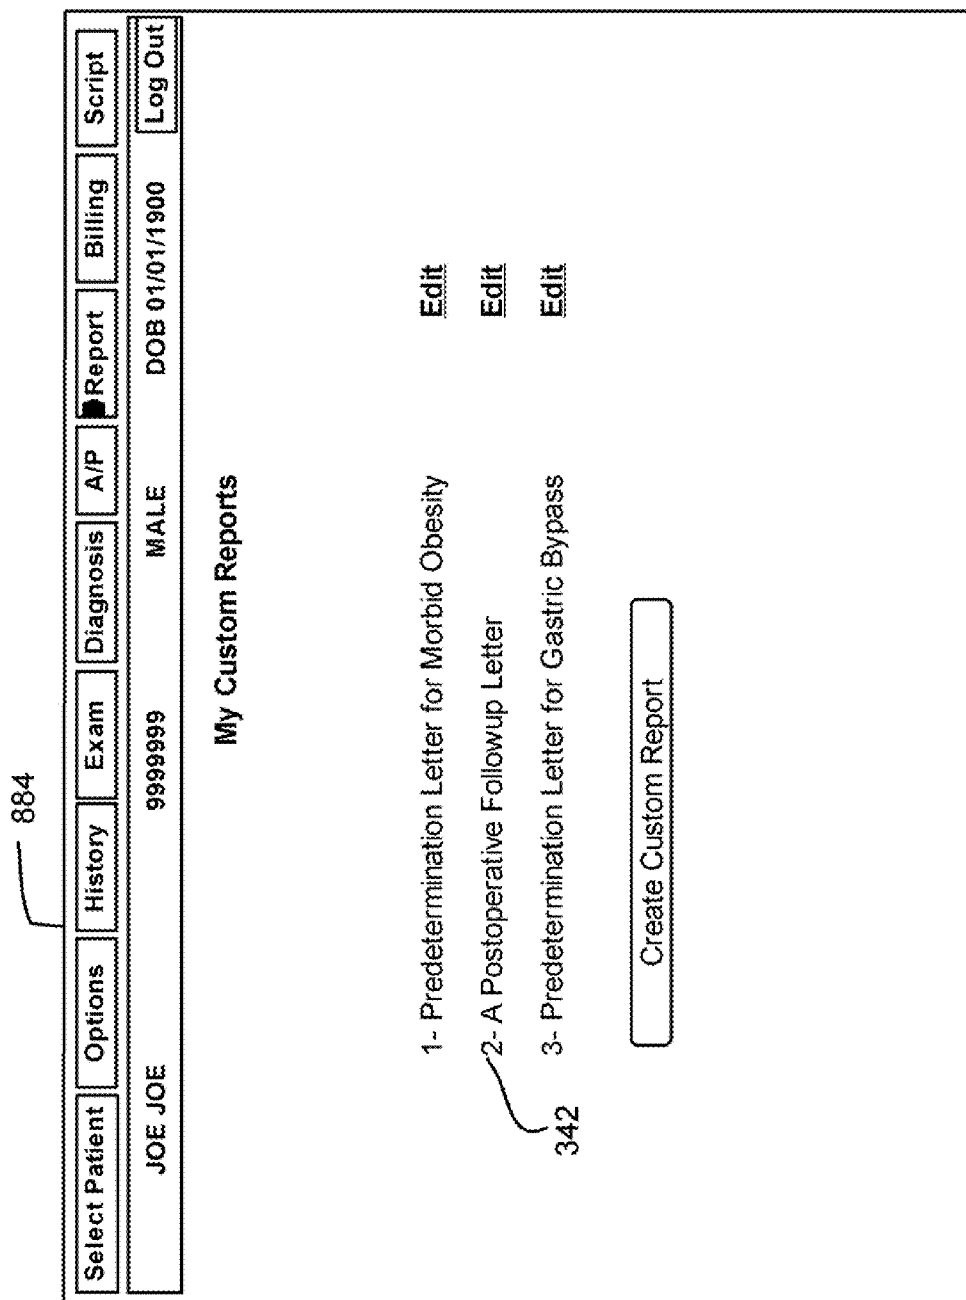 884
Select Patient Options History Exam Diagnosis A/P Report Billing Script
JOE JOE 9999999 MALE DOB 01/01/1900 Log Out
My Custom Reports
1- Predetermination Letter for Morbid Obesity Edit
2- A Postoperative Followup Letter Edit
342
3- Predetermination Letter for Gastric Bypass Edit
Create Custom Report